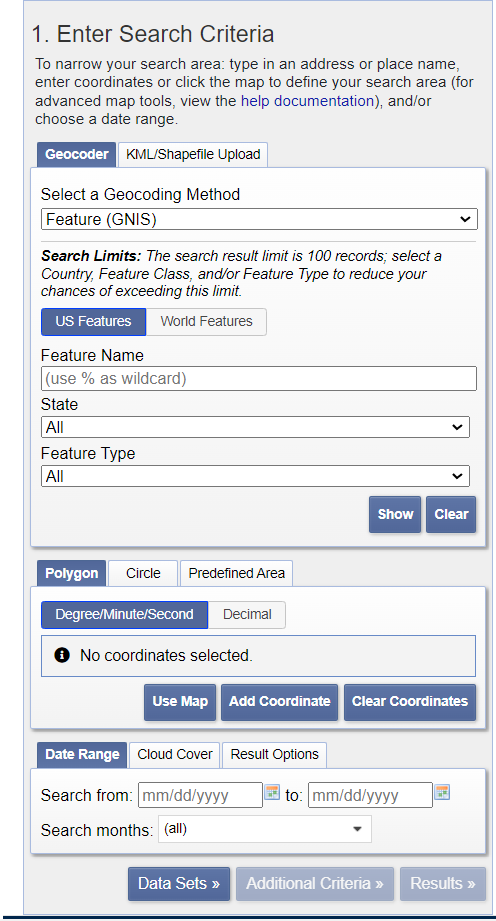 1. Enter Search Criteria
To narrow your search area: type in an address or place name,
enter coordinates or click the map to define your search area (for
advanced map tools, view the help documentation), and/or
choose a date range.
Geocoder KML/Shapefile Upload
Select a Geocoding Method
Feature (GNIS)
Search Limits: The search result limit is 100 records; select a
Country, Feature Class, and/or Feature Type to reduce your
chances of exceeding this limit.
US Features World Features
Feature Name
(use % as wildcard)
State
All
Feature Type
All
Show Clear
Polygon Circle Predefined Area
Degree/Minute/Second Decimal
No coordinates selected.
Use Map Add Coordinate Clear Coordinates
Date Range Cloud Cover Result Options
Search from: mm/dd/yyyy to: mm/dd/yyyy
Search months: (all)
Data Sets » Additional Criteria » Results »